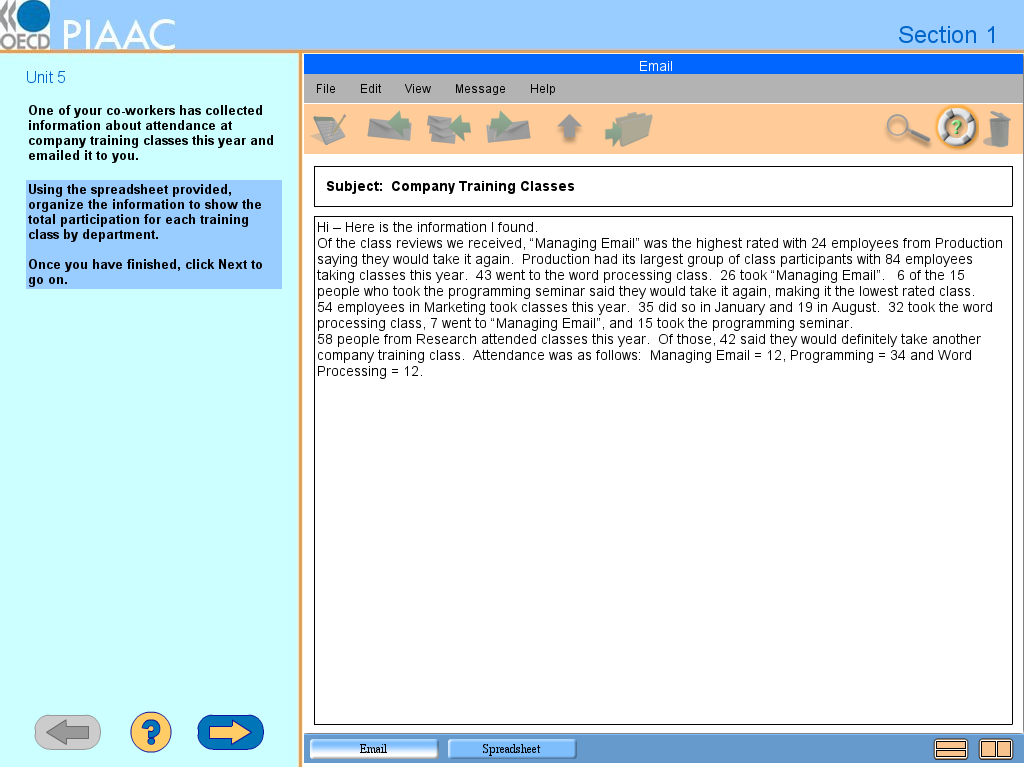 OECD
PIAAC
Section 1
Unit 5
One of your co-workers has collected
information about attendance at
company training classes this year and
emailed it to you.
Using the spreadsheet provided,
organize the information to show the
total participation for each training
class by department.
Once you have finished, click Next to
go on.
?
Email
File Edit View Message Help
?
Subject: Company Training Classes
Hi – Here is the information I found.
Of the class reviews we received, “Managing Email” was the highest rated with 24 employees from Production
saying they would take it again. Production had its largest group of class participants with 84 employees
taking classes this year. 43 went to the word processing class. 26 took “Managing Email”. 6 of the 15
people who took the programming seminar said they would take it again, making it the lowest rated class.
54 employees in Marketing took classes this year. 35 did so in January and 19 in August. 32 took the word
processing class, 7 went to “Managing Email”, and 15 took the programming seminar.
58 people from Research attended classes this year. Of those, 42 said they would definitely take another
company training class. Attendance was as follows: Managing Email = 12, Programming = 34 and Word
Processing = 12.
Email Spreadsheet